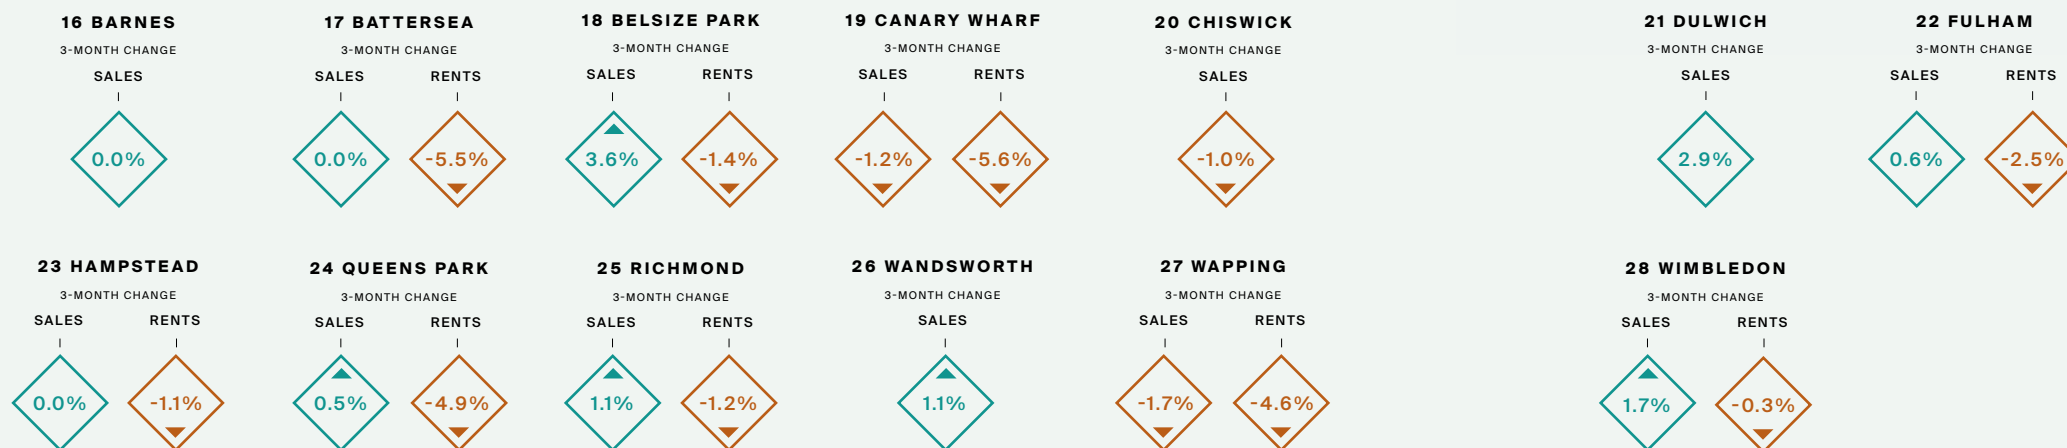 16 BARNES
3-MONTH CHANGE
SALES
0.0%
17 BATTERSEA
3-MONTH CHANGE
SALES RENTS
0.0% -5.5%
18 BELSIZE PARK
3-MONTH CHANGE
SALES RENTS
3.6% -1.4%
19 CANARY WHARF
3-MONTH CHANGE
SALES RENTS
-1.2% -5.6%
20 CHISWICK
3-MONTH CHANGE
SALES
-1.0%
21 DULWICH
3-MONTH CHANGE
SALES
2.9%
22 FULHAM
3-MONTH CHANGE
SALES RENTS
0.6% -2.5%
23 HAMPSTEAD
3-MONTH CHANGE
SALES RENTS
0.0% -1.1%
24 QUEENS PARK
3-MONTH CHANGE
SALES RENTS
0.5% -4.9%
25 RICHMOND
3-MONTH CHANGE
SALES RENTS
1.1% -1.2%
26 WANDSWORTH
3-MONTH CHANGE
SALES
1.1%
27 WAPPING
3-MONTH CHANGE
SALES RENTS
-1.7% -4.6%
28 WIMBLEDON
3-MONTH CHANGE
SALES RENTS
1.7% -0.3%